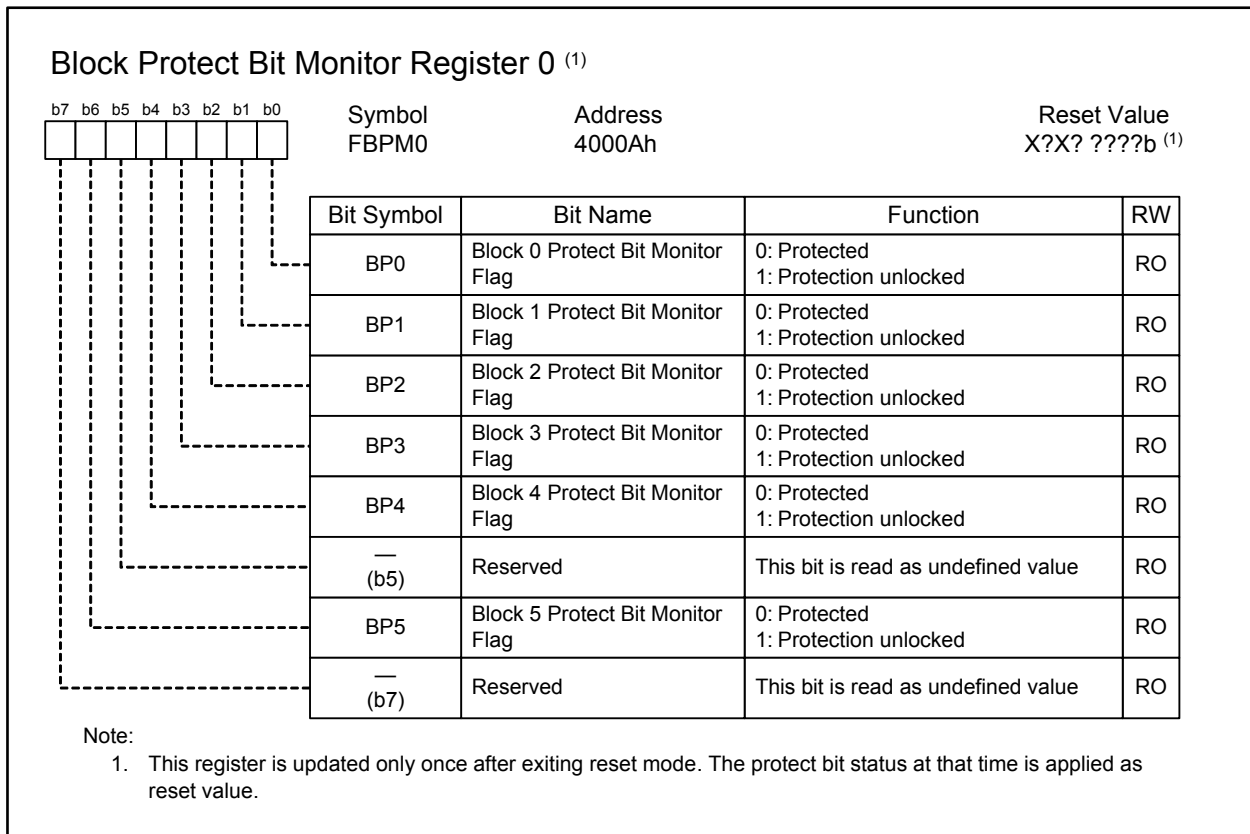 Block Protect Bit Monitor Register 0 (1)
b7 b6 b5 b4 b3 b2 b1 b0
Symbol Address Reset Value
FBPM0 4000Ah X?X? ????b (1)
Bit Symbol Bit Name Function RW
BP0 Block 0 Protect Bit Monitor Flag 0: Protected
1: Protection unlocked RO
BP1 Block 1 Protect Bit Monitor Flag 0: Protected
1: Protection unlocked RO
BP2 Block 2 Protect Bit Monitor Flag 0: Protected
1: Protection unlocked RO
BP3 Block 3 Protect Bit Monitor Flag 0: Protected
1: Protection unlocked RO
BP4 Block 4 Protect Bit Monitor Flag 0: Protected
1: Protection unlocked RO
—
(b5) Reserved This bit is read as undefined value RO
BP5 Block 5 Protect Bit Monitor Flag 0: Protected
1: Protection unlocked RO
—
(b7) Reserved This bit is read as undefined value RO
Note:
1. This register is updated only once after exiting reset mode. The protect bit status at that time is applied as
reset value.